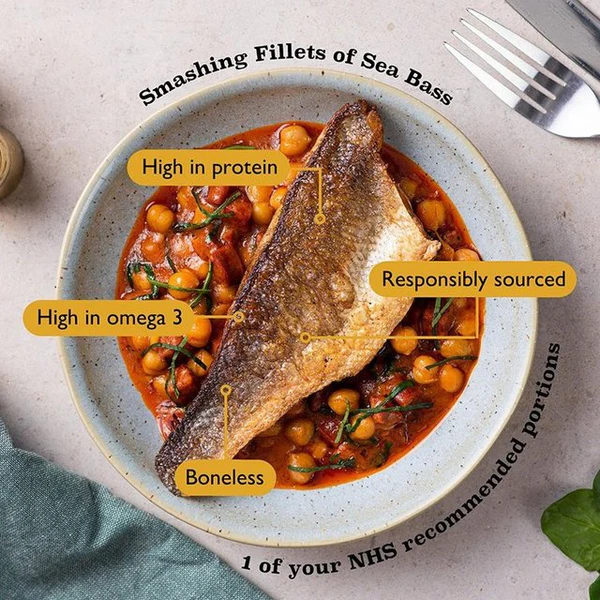 Smashing Fillets of Sea Bass
High in protein
Responsibly sourced
High in omega 3
Boneless
1 of your NHS recommended portions